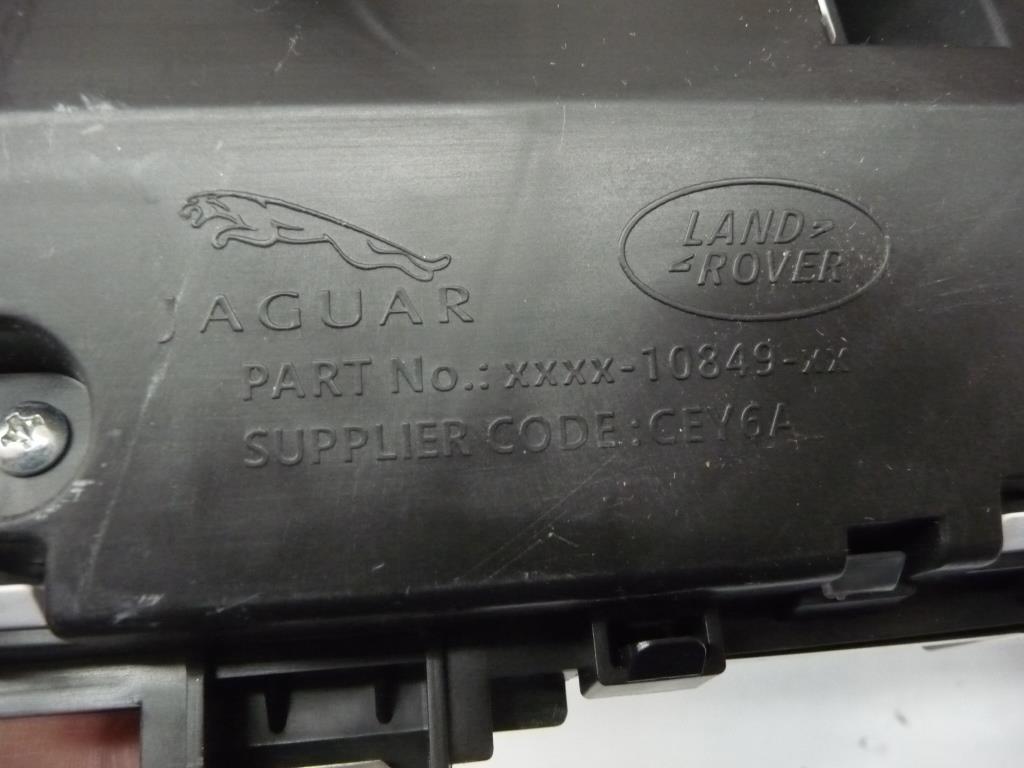 JAGUAR
LAND
ROVER
PART No.: xxxx-10849-xx
SUPPLIER CODE:CEY6A